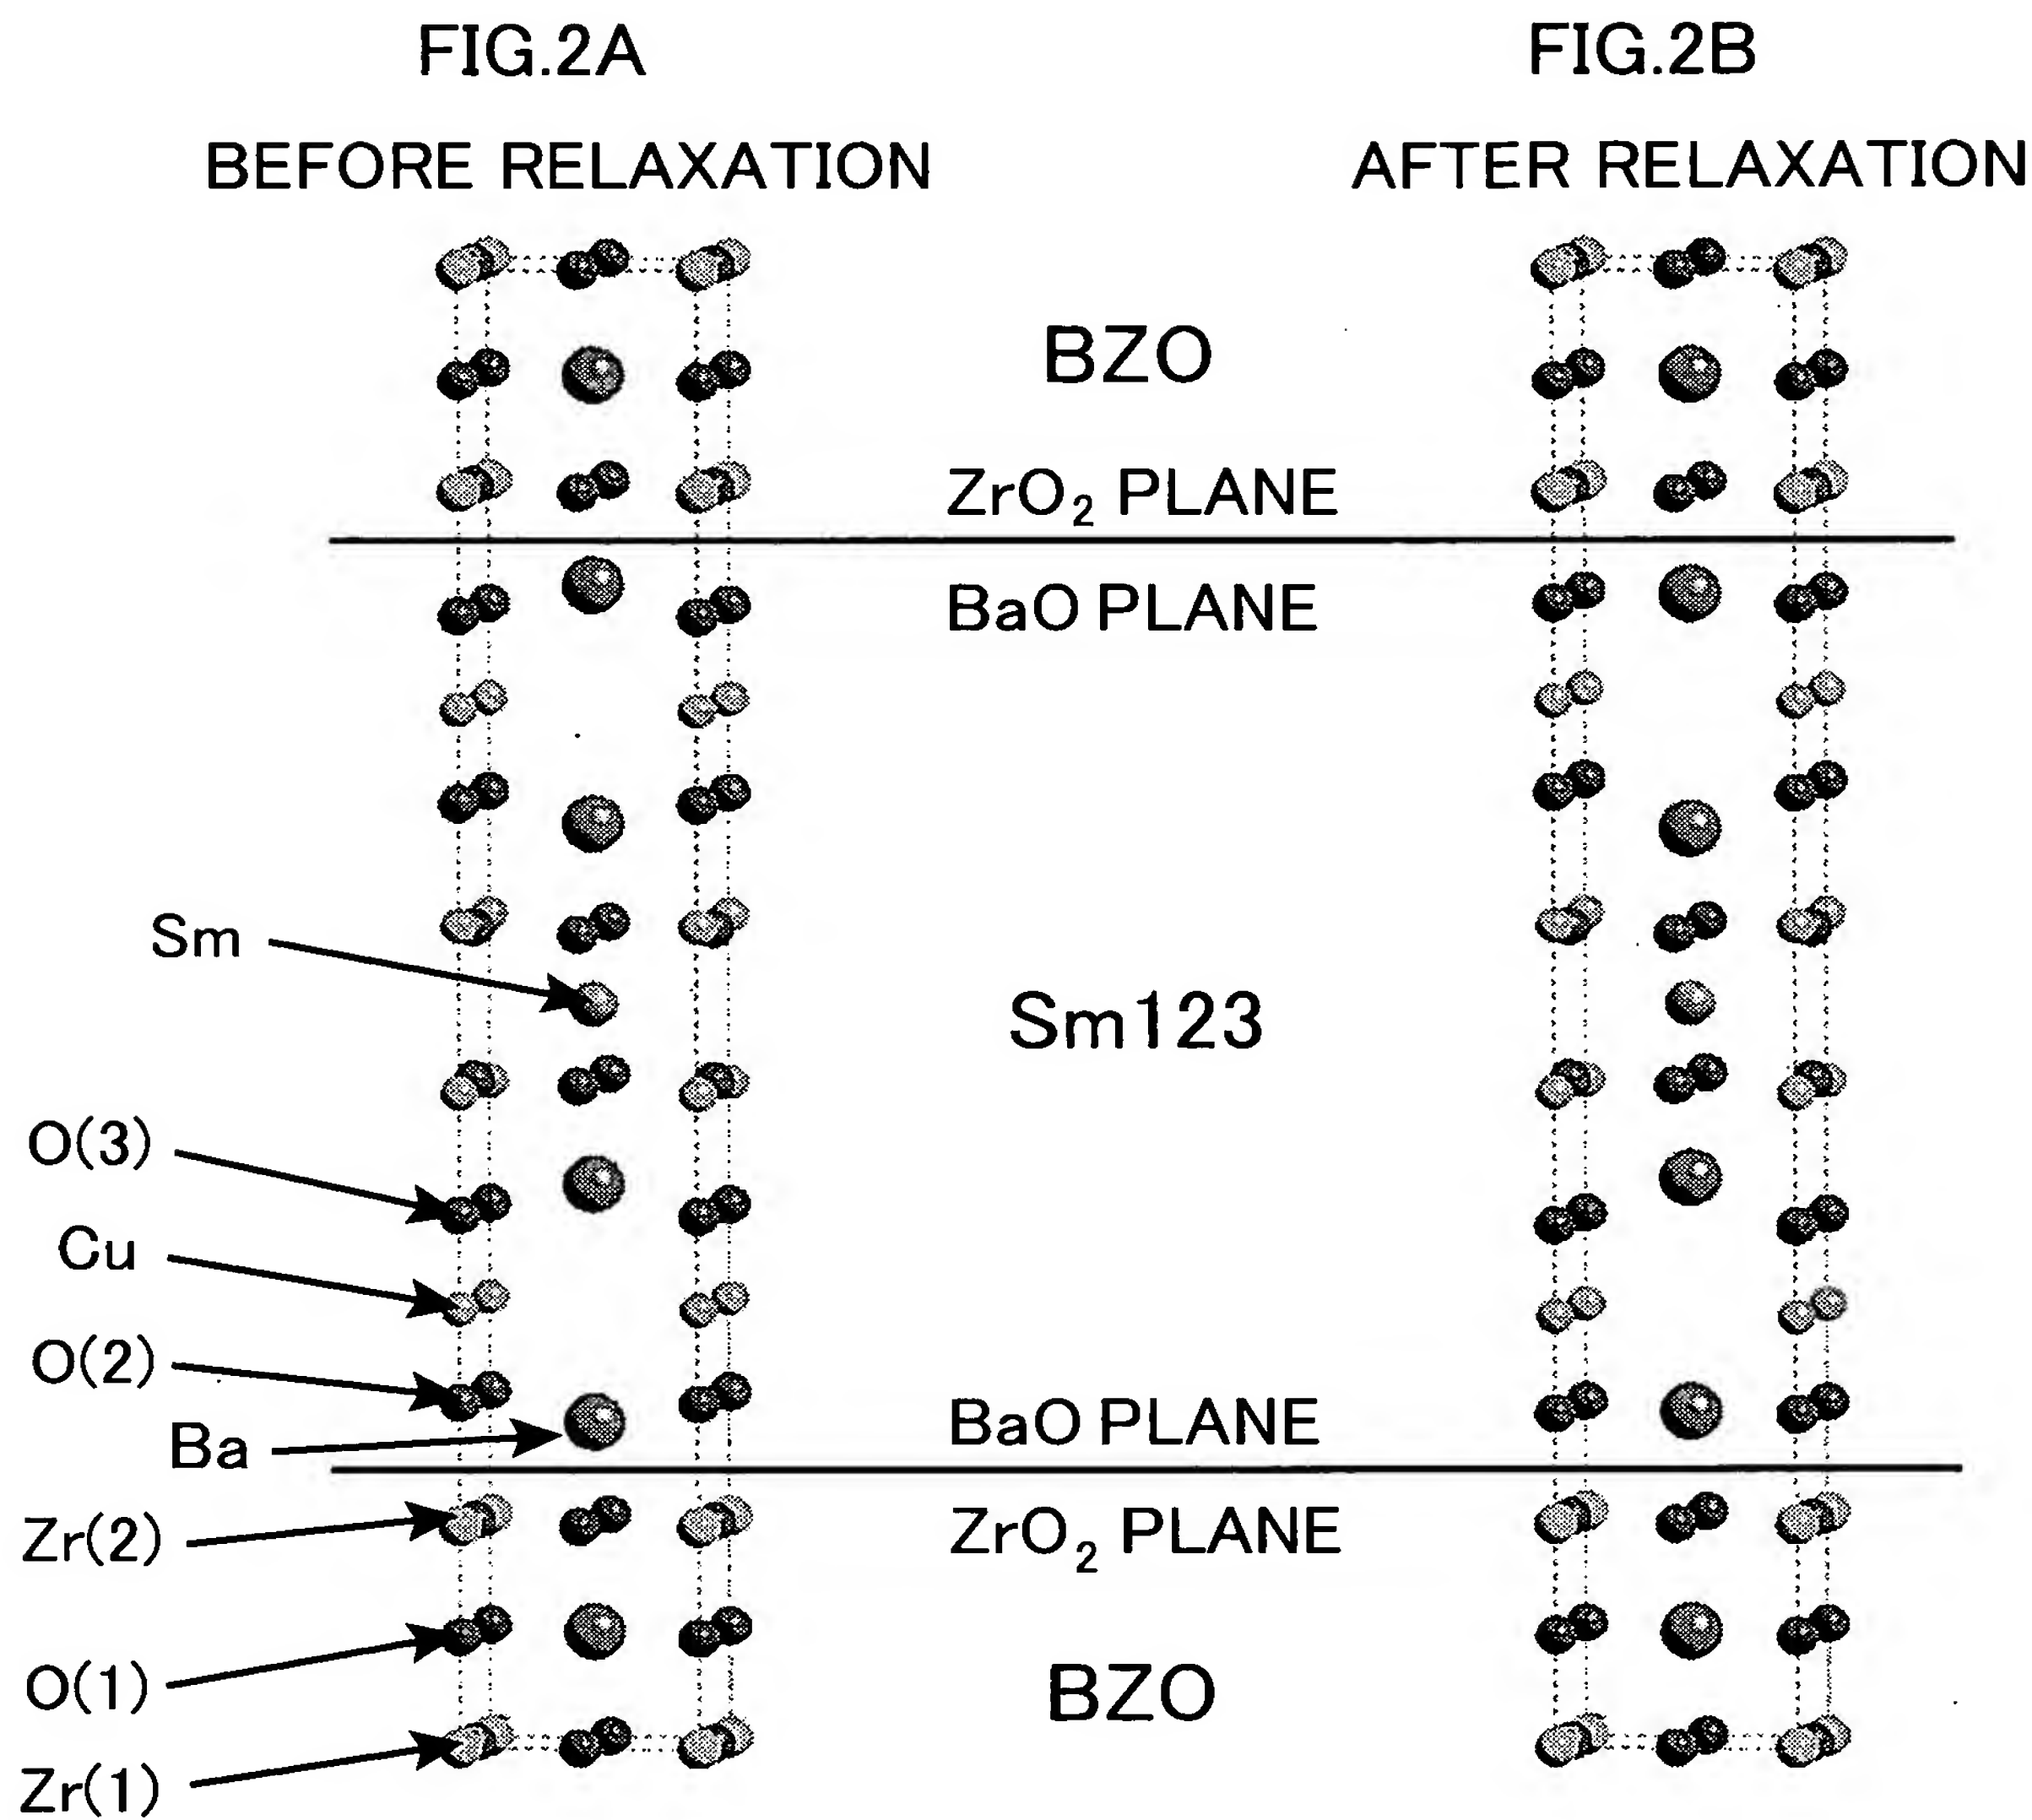 FIG.2A
BEFORE RELAXATION
FIG.2B
AFTER RELAXATION
BZO
ZrO₂ PLANE
BaO PLANE
Sm
Sm123
O(3)
Cu
O(2)
Ba
BaO PLANE
Zr(2)
ZrO₂ PLANE
O(1)
BZO
Zr(1)